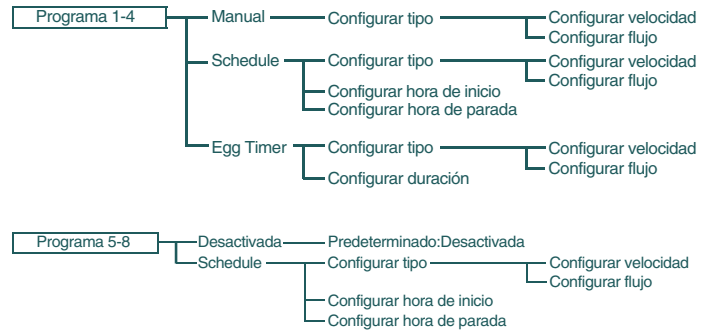 Programa 1-4 Manual Configurar tipo Configurar velocidad
Configurar flujo
Schedule Configurar tipo Configurar velocidad
Configurar flujo
Configurar hora de inicio
Configurar hora de parada
Egg Timer Configurar tipo Configurar velocidad
Configurar flujo
Configurar duración
Programa 5-8 Desactivada Predeterminado:Desactivada
Schedule Configurar tipo Configurar velocidad
Configurar flujo
Configurar hora de inicio
Configurar hora de parada